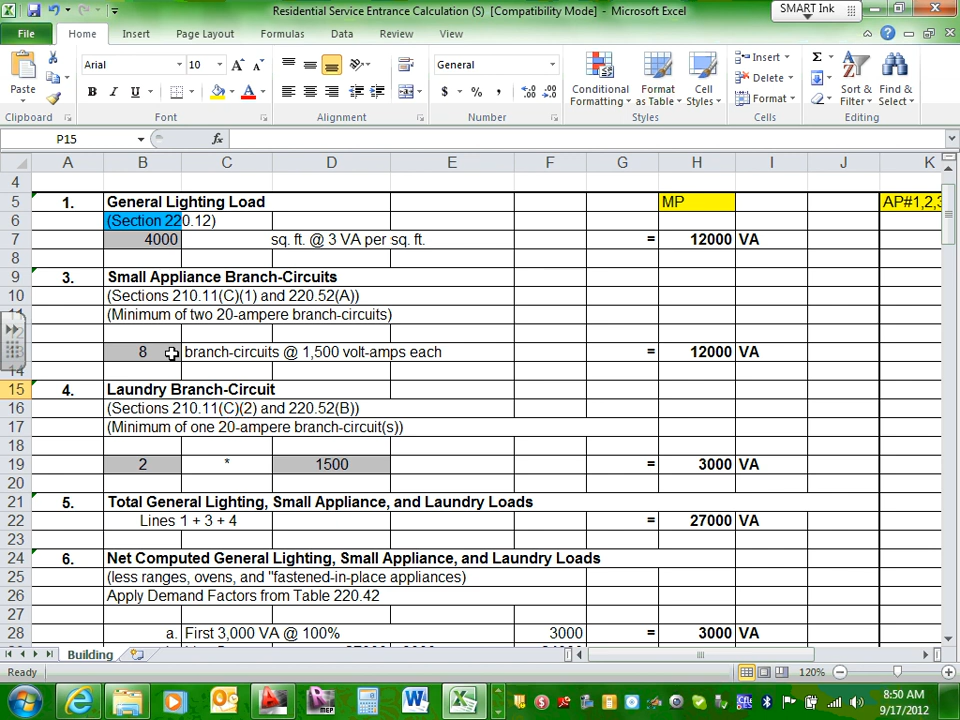 Residential Service Entrance Calculation (S) [Compatibility Mode] - Microsoft Excel
SMART Ink
File Home Insert Page Layout Formulas Data Review View
Arial 10 General
Paste
B I U $ % ,
Conditional Formatting Format as Table Cell Styles
Insert Delete Format
Sort & Filter Find & Select
Clipboard Font Alignment Number Styles Cells Editing
P15 fx
A B C D E F G H I J K
4
5 1. General Lighting Load MP AP#1,2,3
6 (Section 220.12)
7 4000 sq. ft. @ 3 VA per sq. ft. = 12000 VA
8
9 3. Small Appliance Branch-Circuits
10 (Sections 210.11(C)(1) and 220.52(A))
11 (Minimum of two 20-ampere branch-circuits)
12
13 8 branch-circuits @ 1,500 volt-amps each = 12000 VA
14
15 4. Laundry Branch-Circuit
16 (Sections 210.11(C)(2) and 220.52(B))
17 (Minimum of one 20-ampere branch-circuit(s))
18
19 2 * 1500 = 3000 VA
20
21 5. Total General Lighting, Small Appliance, and Laundry Loads
22 Lines 1 + 3 + 4 = 27000 VA
23
24 6. Net Computed General Lighting, Small Appliance, and Laundry Loads
25 (less ranges, ovens, and "fastened-in-place appliances)
26 Apply Demand Factors from Table 220.42
27
28 a. First 3,000 VA @ 100% 3000 = 3000 VA
Building
Ready 120%
8:50 AM
9/17/2012